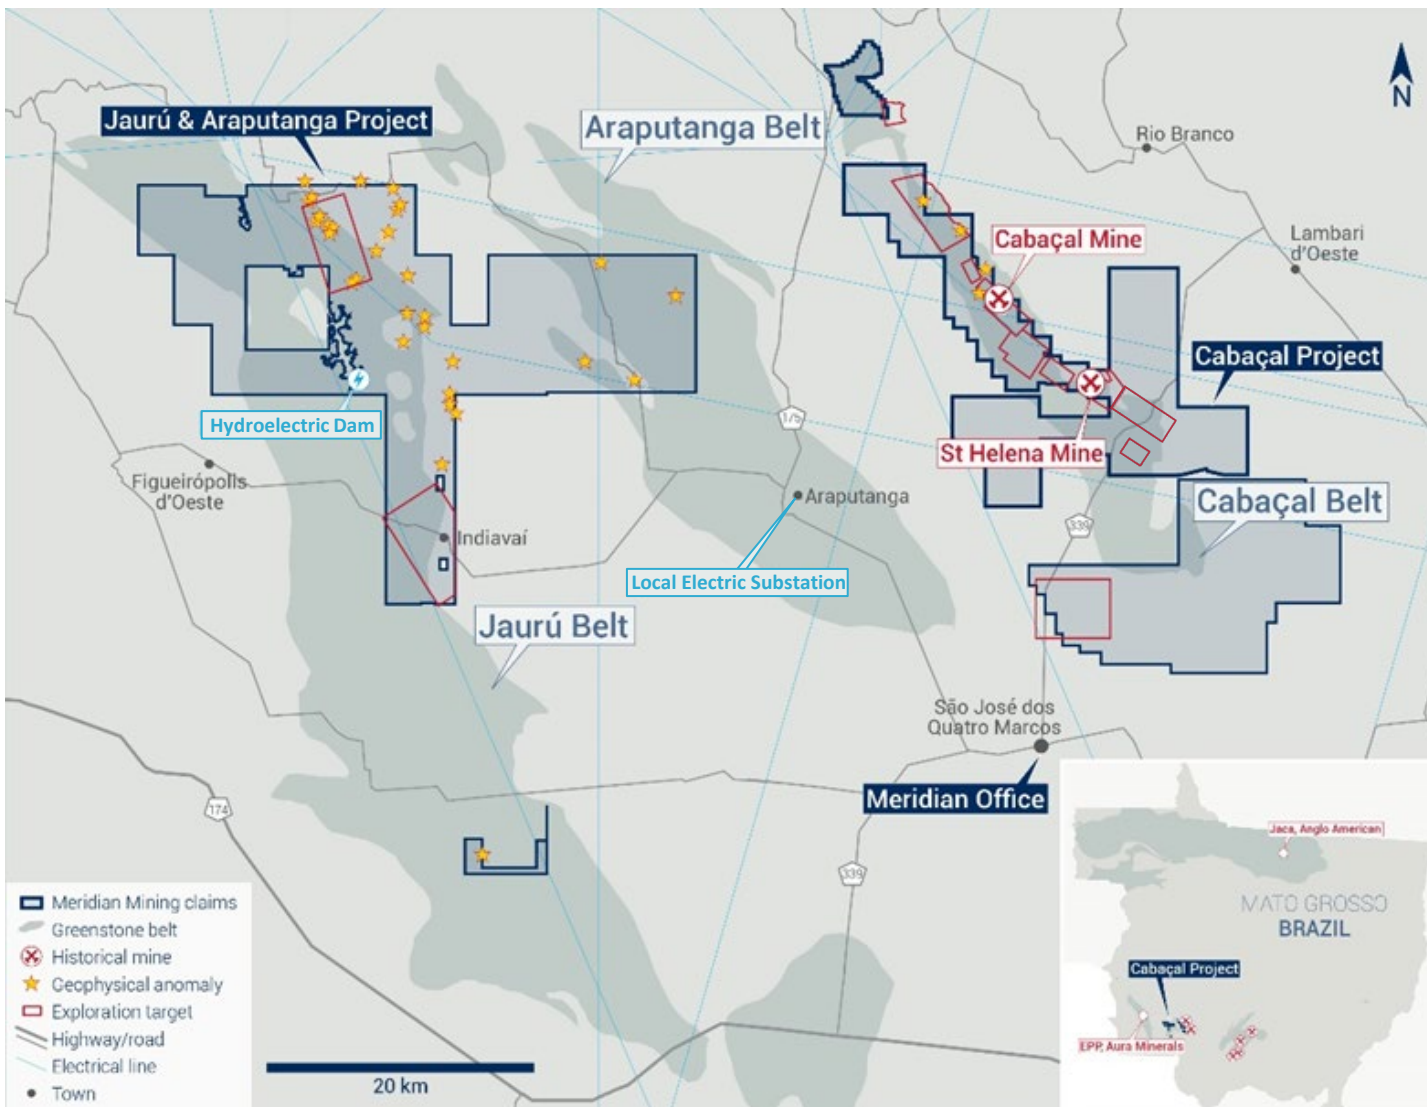 N
Jaurú & Araputanga Project
Araputanga Belt
Rio Branco
Lambari
d'Oeste
Cabaçal Mine
Cabaçal Project
Hydroelectric Dam
175
St Helena Mine
Figueirópolis
d'Oeste
Araputanga
Cabaçal Belt
339
Indiavaí
Local Electric Substation
Jaurú Belt
São José dos
Quatro Marcos
Meridian Office
174
339
Jaca, Anglo American
MATO GROSSO
BRAZIL
Cabaçal Project
EPP, Aura Minerals
Meridian Mining claims
Greenstone belt
Historical mine
Geophysical anomaly
Exploration target
Highway/road
Electrical line
Town
20 km